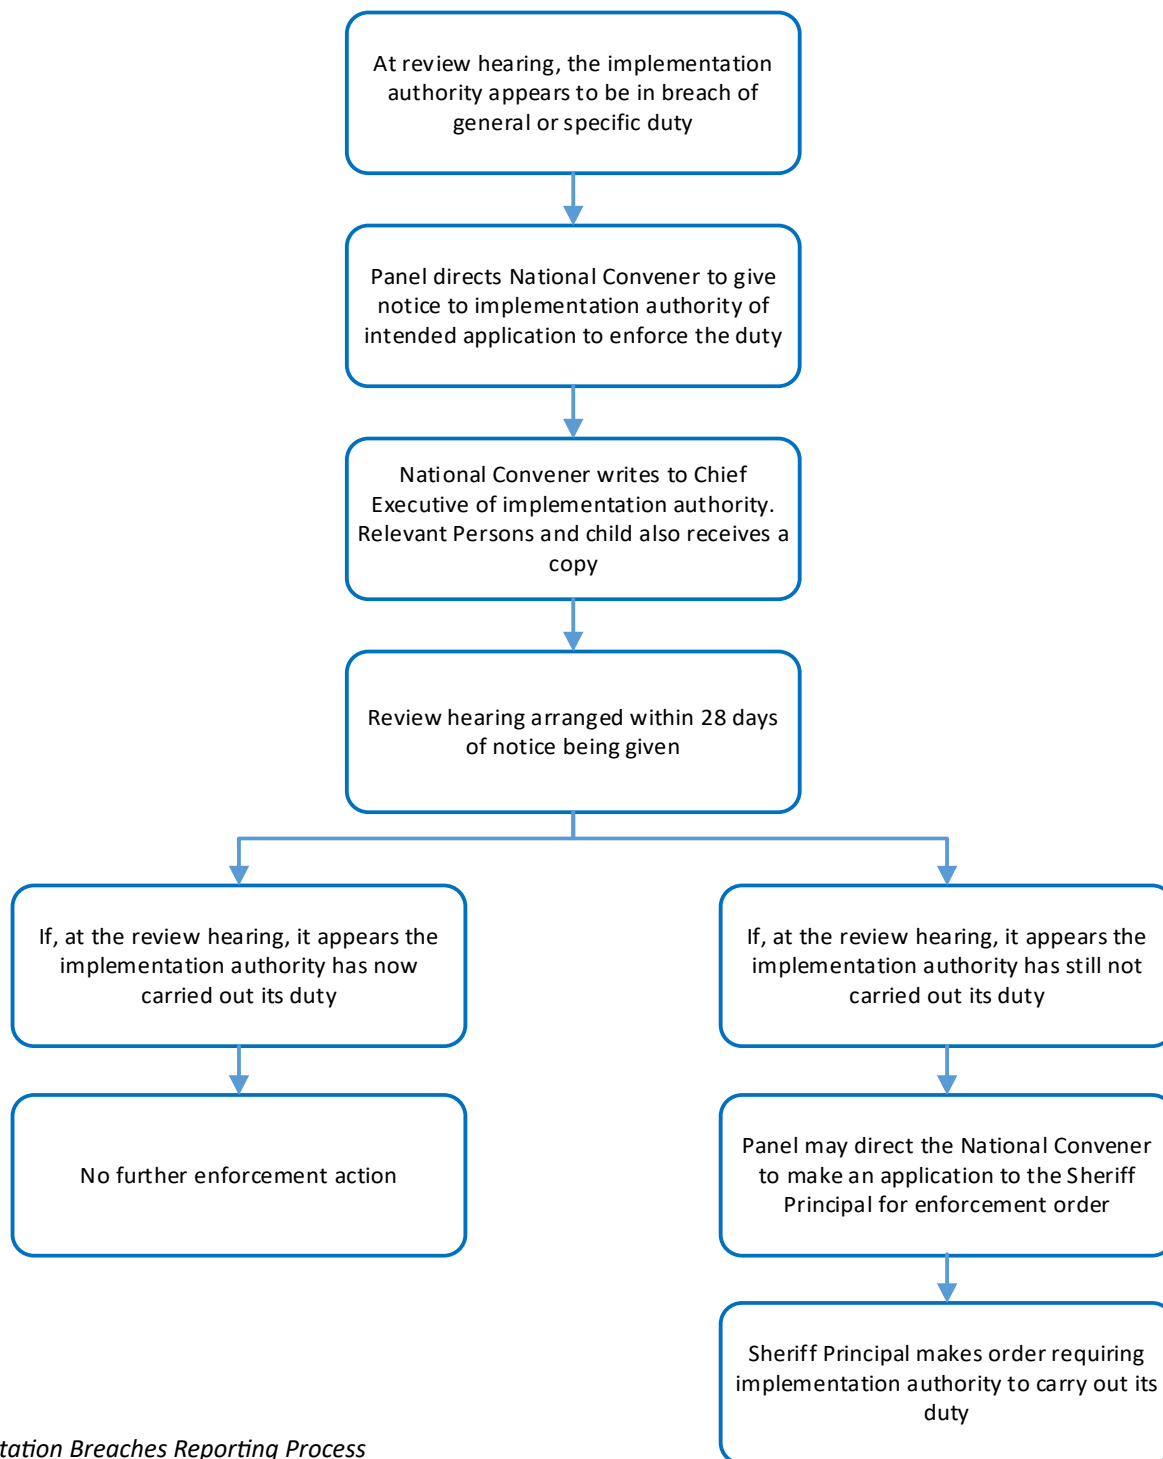 At review hearing, the implementation
authority appears to be in breach of
general or specific duty
Panel directs National Convener to give
notice to implementation authority of
intended application to enforce the duty
National Convener writes to Chief
Executive of implementation authority.
Relevant Persons and child also receives a
copy
Review hearing arranged within 28 days
of notice being given
If, at the review hearing, it appears the
implementation authority has now
carried out its duty
If, at the review hearing, it appears the
implementation authority has still not
carried out its duty
No further enforcement action
Panel may direct the National Convener
to make an application to the Sheriff
Principal for enforcement order
Sheriff Principal makes order requiring
implementation authority to carry out its
duty
tation Breaches Reporting Process